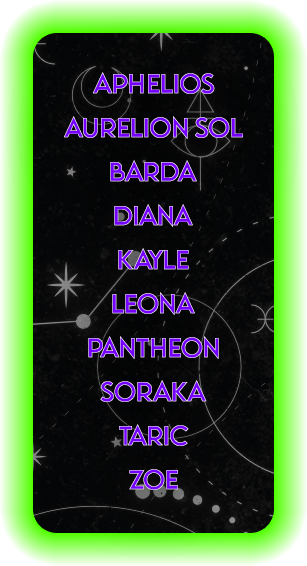 APHELIOS
AURELION SOL
BARDA
DIANA
KAYLE
LEONA
PANTHEON
SORAKA
TARIC
ZOE